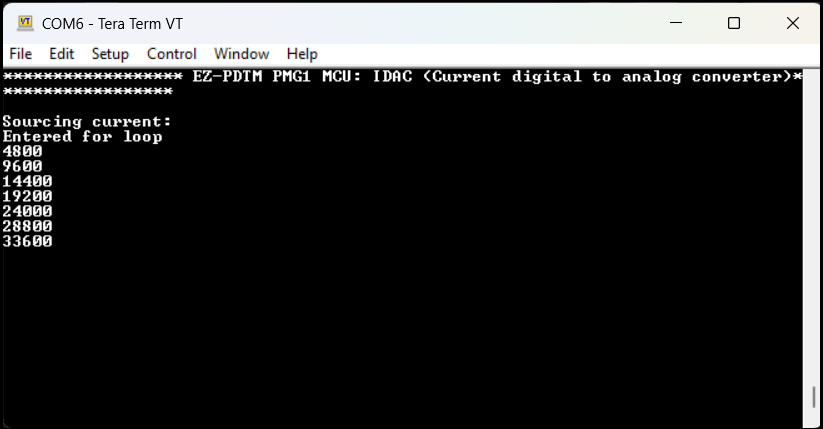 COM6 - Tera Term VT
File Edit Setup Control Window Help
****************** EZ-PDTM PMG1 MCU: IDAC (Current digital to analog converter)*
*****************
Sourcing current:
Entered for loop
4800
9600
14400
19200
24000
28800
33600